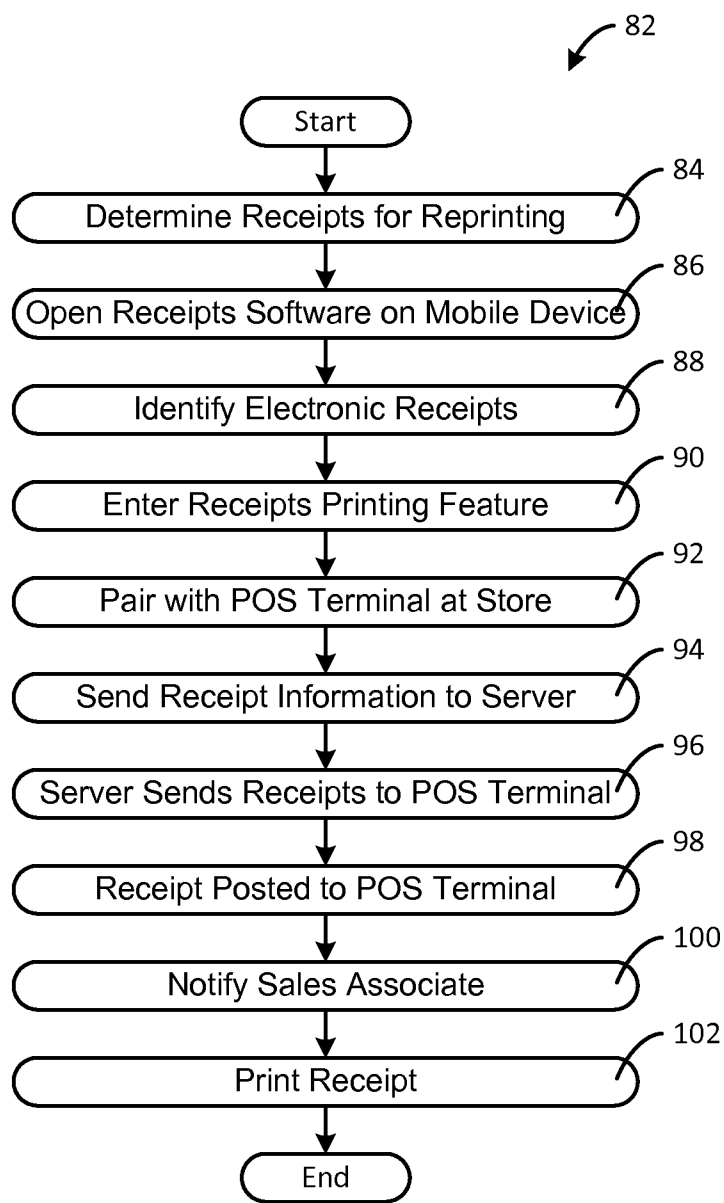 82
Start
84
Determine Receipts for Reprinting
86
Open Receipts Software on Mobile Device
88
Identify Electronic Receipts
90
Enter Receipts Printing Feature
92
Pair with POS Terminal at Store
94
Send Receipt Information to Server
96
Server Sends Receipts to POS Terminal
98
Receipt Posted to POS Terminal
100
Notify Sales Associate
102
Print Receipt
End